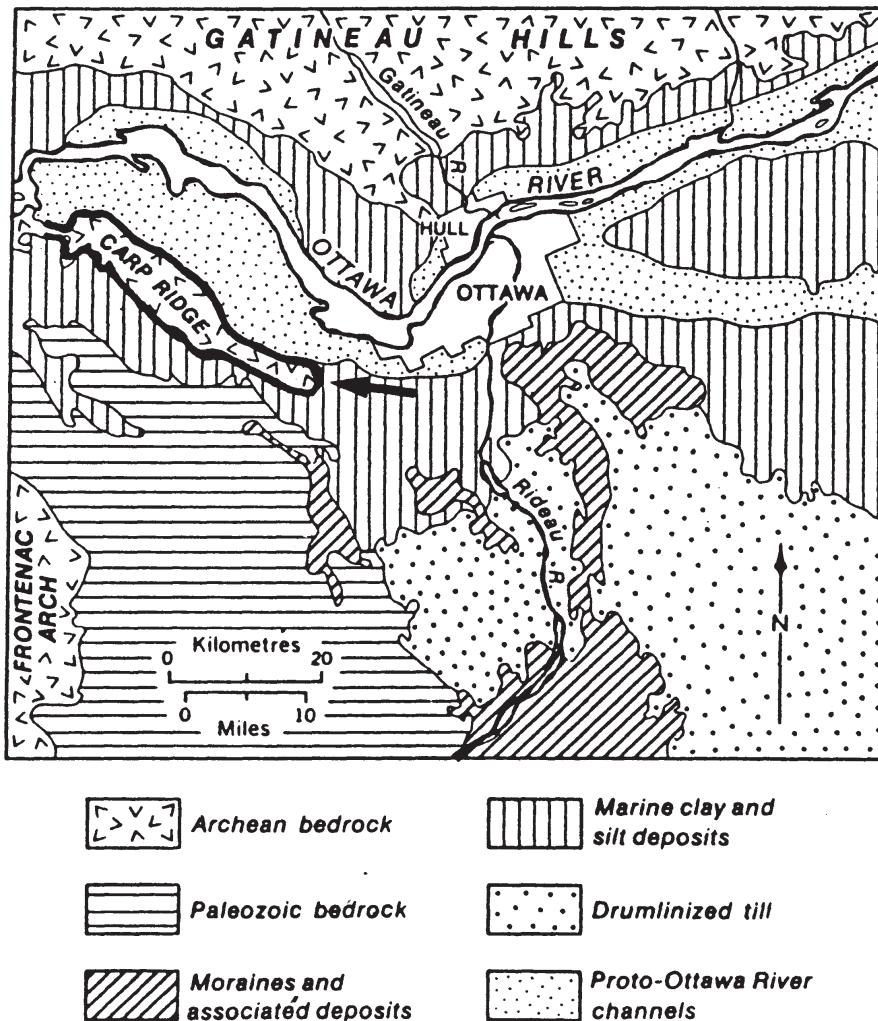 GATINEAU HILLS
Gatineau R.
RIVER
HULL
OTTAWA
OTTAWA
CARP RIDGE
Rideau R.
FRONTENAC
ARCH
N
Kilometres
0 20
0 10
Miles
Archean bedrock
Paleozoic bedrock
Moraines and
associated deposits
Marine clay and
silt deposits
Drumlinized till
Proto-Ottawa River
channels